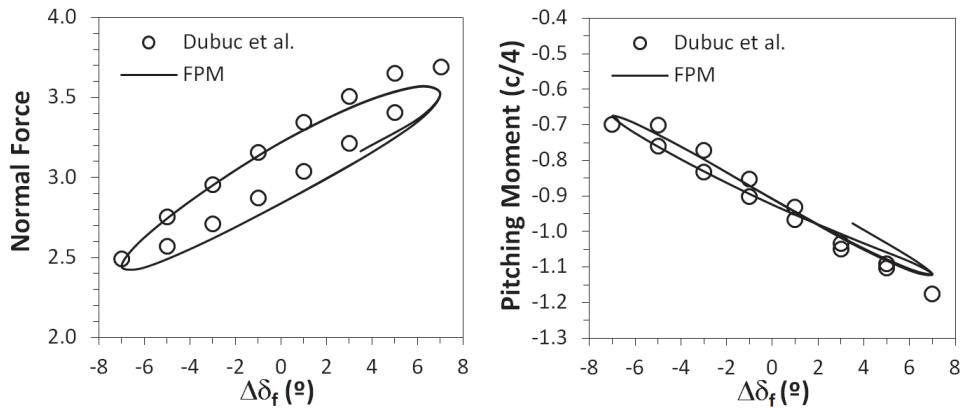 4.0
3.5
3.0
2.5
2.0
Normal Force
Dubuc et al.
FPM
-8 -6 -4 -2 0 2 4 6 8
Δδf (º)
-0.4
-0.5
-0.6
-0.7
-0.8
-0.9
-1.0
-1.1
-1.2
-1.3
Pitching Moment (c/4)
Dubuc et al.
FPM
-8 -6 -4 -2 0 2 4 6 8
Δδf (º)